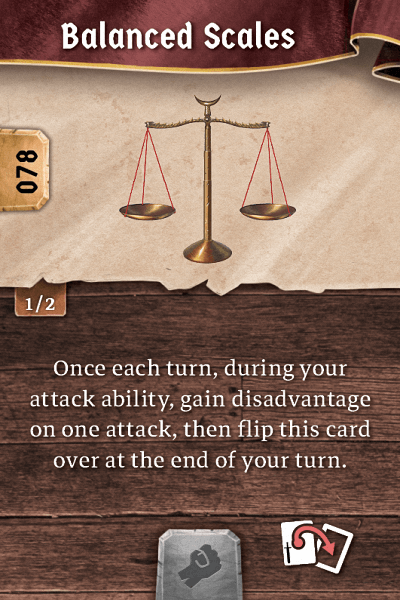 Balanced Scales
078
1/2
Once each turn, during your
attack ability, gain disadvantage
on one attack, then flip this card
over at the end of your turn.